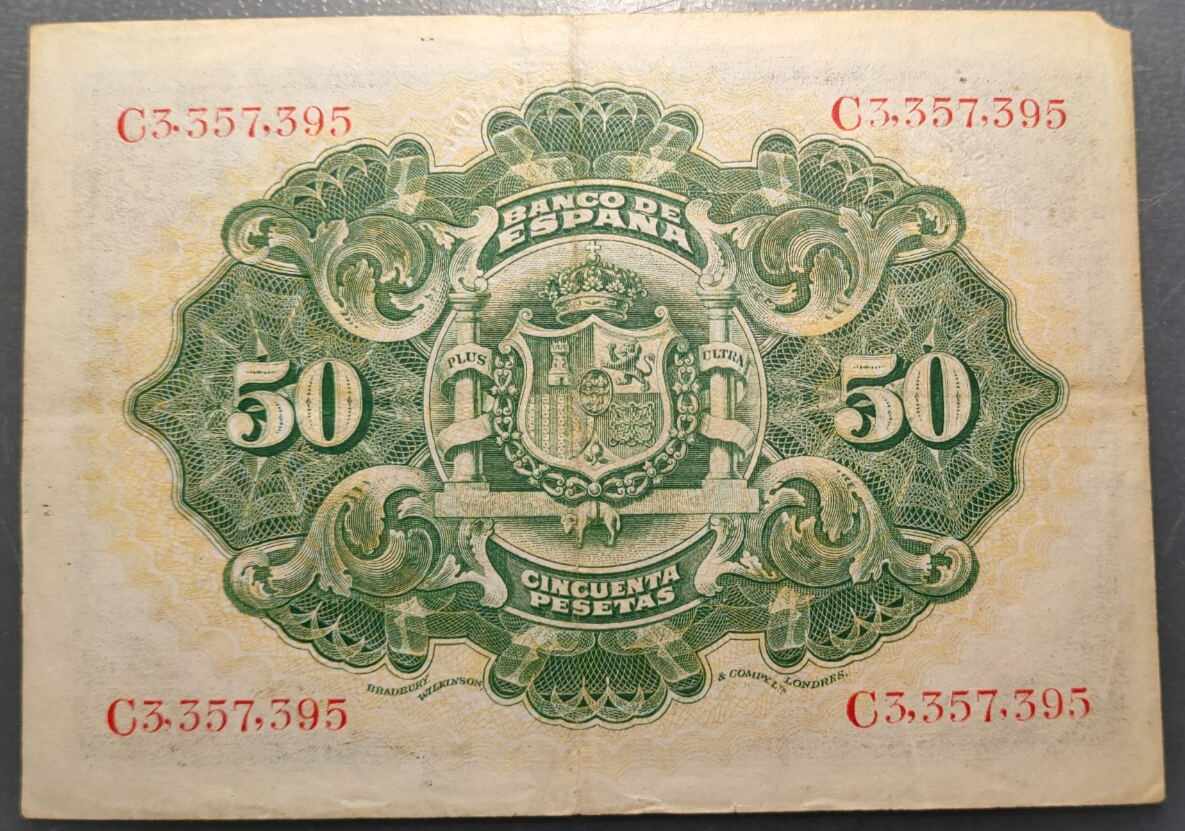 C3,357,395
C3,357,395
BANCO DE
ESPAÑA
PLUS
ULTRA
50
50
CINCUENTA
PESETAS
BRADBURY, WILKINSON & COMPY LTD LONDRES.
C3,357,395
C3,357,395